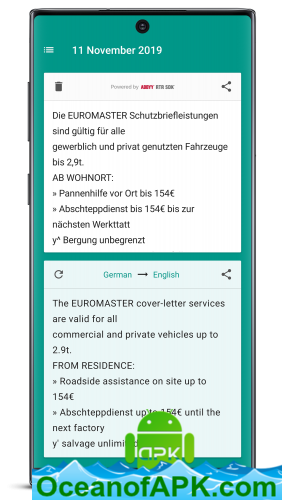 11 November 2019
Powered by ABBYY RTR SDK
Die EUROMASTER Schutzbriefleistungen
sind gültig für alle
gewerblich und privat genutzten Fahrzeuge
bis 2,9t.
AB WOHNORT:
» Pannenhilfe vor Ort bis 154€
» Abschteppdienst bis 154€ bis zur
nächsten Werkttatt
y^ Bergung unbegrenzt
German → English
The EUROMASTER cover-letter services
are valid for all
commercial and private vehicles up to
2.9t.
FROM RESIDENCE:
» Roadside assistance on site up to
154€
» Abschteppdienst up to 154€ until the
next factory
y' salvage unlimited
APK
OceanofAPK.com